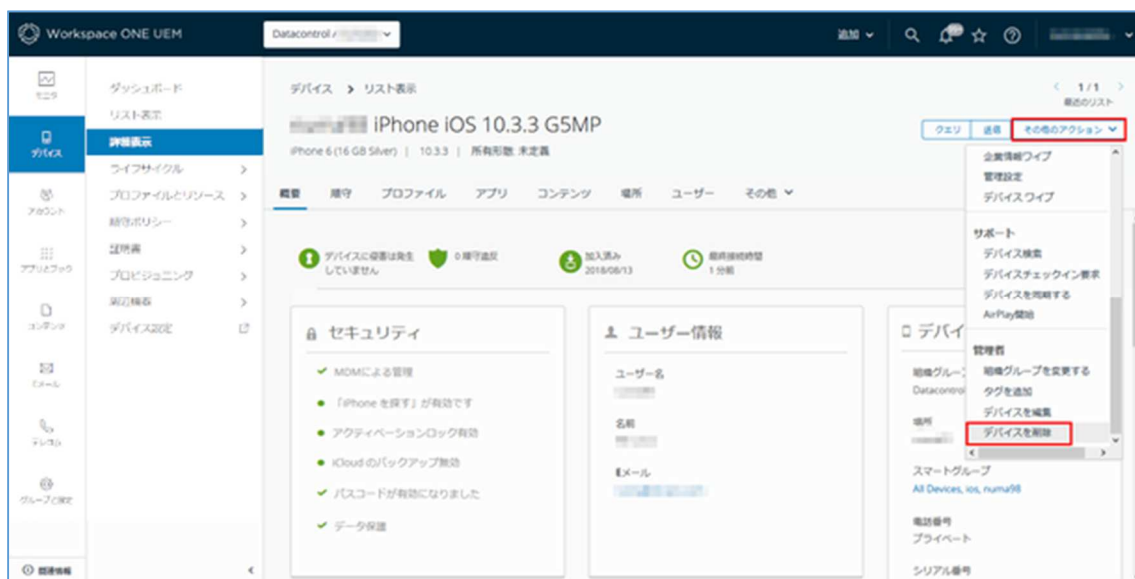 Workspace ONE UEM
Datacontrol /
追加
モニタ
デバイス
アカウント
アプリとブック
コンテンツ
Eメール
テレコム
グループと設定
関連情報
ダッシュボード
リスト表示
詳細表示
ライフサイクル
プロファイルとリソース
順守ポリシー
証明書
プロビジョニング
周辺機器
デバイス設定
デバイス > リスト表示
1 / 1
最近のリスト
iPhone iOS 10.3.3 G5MP
iPhone 6 (16 GB Silver) | 10.3.3 | 所有形態: 未定義
クエリ
送信
その他のアクション
概要
順守
プロファイル
アプリ
コンテンツ
場所
ユーザー
その他
デバイスに侵害は発生
していません
0 順守違反
加入済み
2018/08/13
最終接続時間
1 分前
セキュリティ
MDMによる管理
「iPhone を探す」が有効です
アクティベーションロック有効
iCloud のバックアップ無効
パスコードが有効になりました
データ保護
ユーザー情報
ユーザー名
名前
Eメール
デバイ
組織グルー
Datacontrol
場所
スマートグループ
All Devices, ios, numa98
電話番号
プライベート
シリアル番号
企業情報ワイプ
管理設定
デバイスワイプ
サポート
デバイス検索
デバイスチェックイン要求
デバイスを同期する
AirPlay開始
管理者
組織グループを変更する
タグを追加
デバイスを編集
デバイスを削除